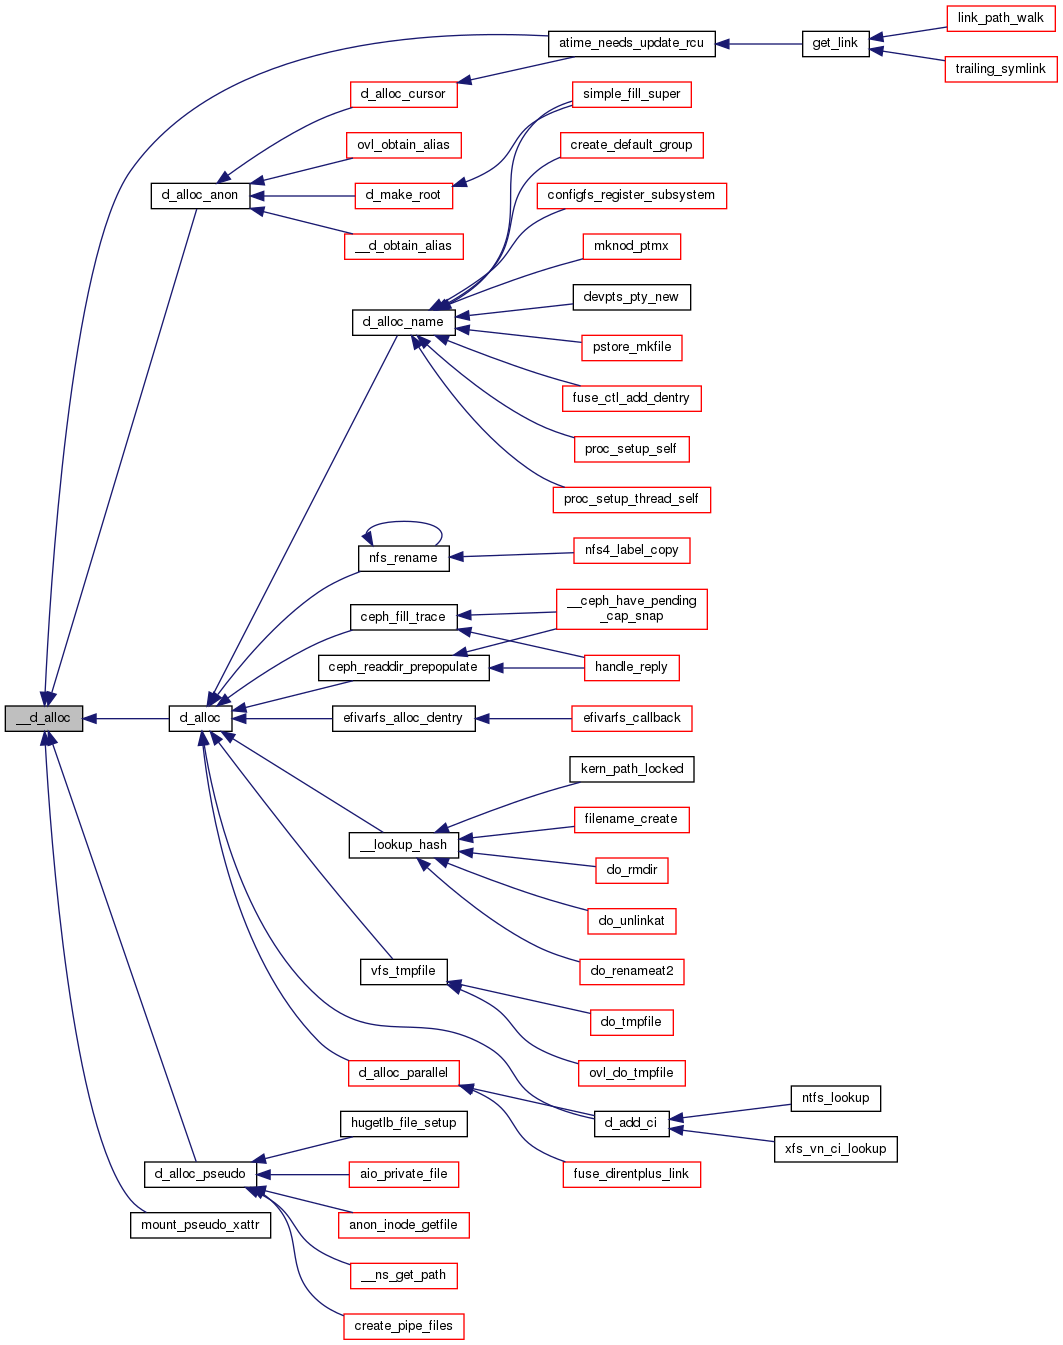 link_path_walk
atime_needs_update_rcu
get_link
trailing_symlink
d_alloc_cursor
simple_fill_super
ovl_obtain_alias
create_default_group
d_alloc_anon
d_make_root
configfs_register_subsystem
__d_obtain_alias
mknod_ptmx
devpts_pty_new
d_alloc_name
pstore_mkfile
fuse_ctl_add_dentry
proc_setup_self
proc_setup_thread_self
nfs_rename
nfs4_label_copy
__ceph_have_pending
_cap_snap
ceph_fill_trace
ceph_readdir_prepopulate
handle_reply
__d_alloc
d_alloc
efivarfs_alloc_dentry
efivarfs_callback
kern_path_locked
filename_create
__lookup_hash
do_rmdir
do_unlinkat
vfs_tmpfile
do_renameat2
do_tmpfile
d_alloc_parallel
ovl_do_tmpfile
ntfs_lookup
hugetlb_file_setup
d_add_ci
xfs_vn_ci_lookup
d_alloc_pseudo
aio_private_file
fuse_direntplus_link
mount_pseudo_xattr
anon_inode_getfile
__ns_get_path
create_pipe_files